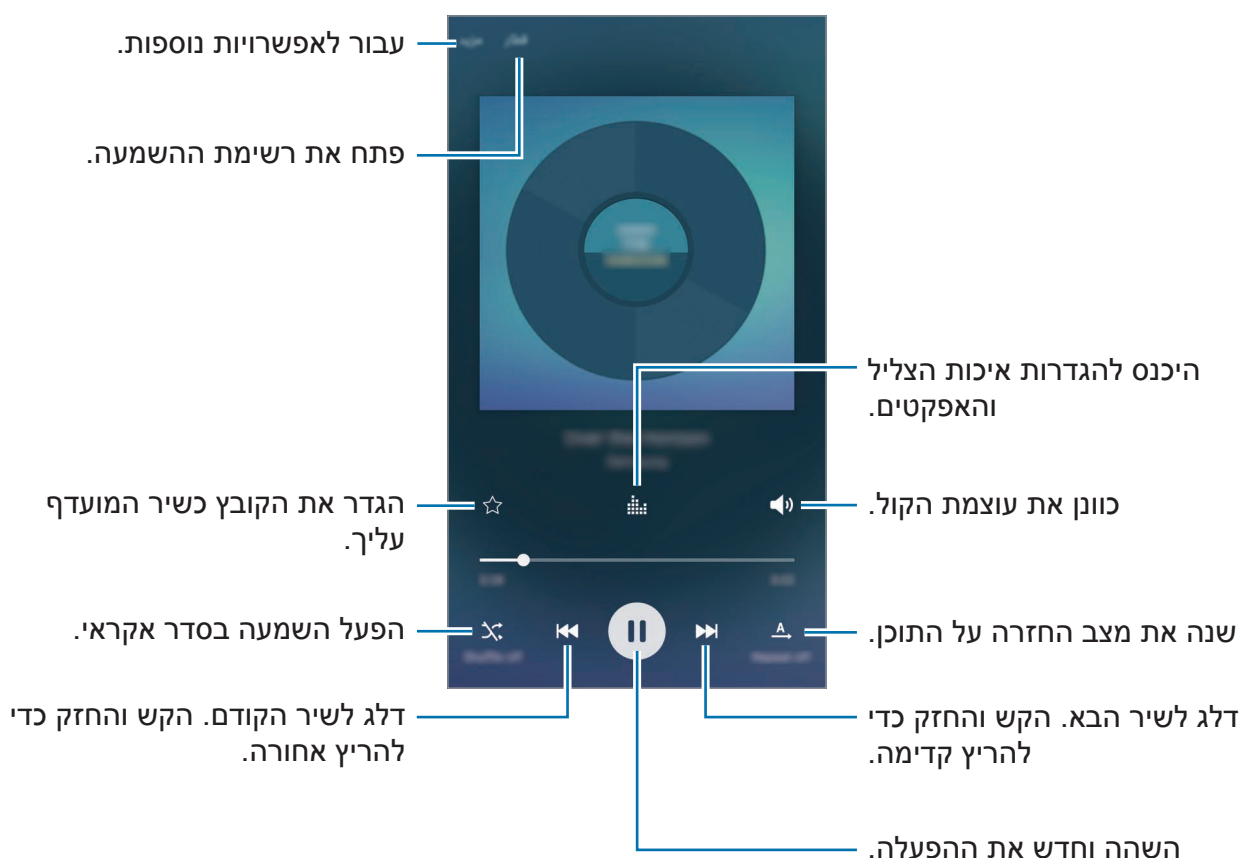 עבור לאפשרויות נוספות.
פתח את רשימת ההשמעה.
היכנס להגדרות איכות הצליל
והאפקטים.
הגדר את הקובץ כשיר המועדף
עליך.
כוונן את עוצמת הקול.
הפעל השמעה בסדר אקראי.
שנה את מצב החזרה על התוכן.
A
דלג לשיר הקודם. הקש והחזק כדי
להריץ אחורה.
דלג לשיר הבא. הקש והחזק כדי
להריץ קדימה.
השהה וחדש את ההפעלה.